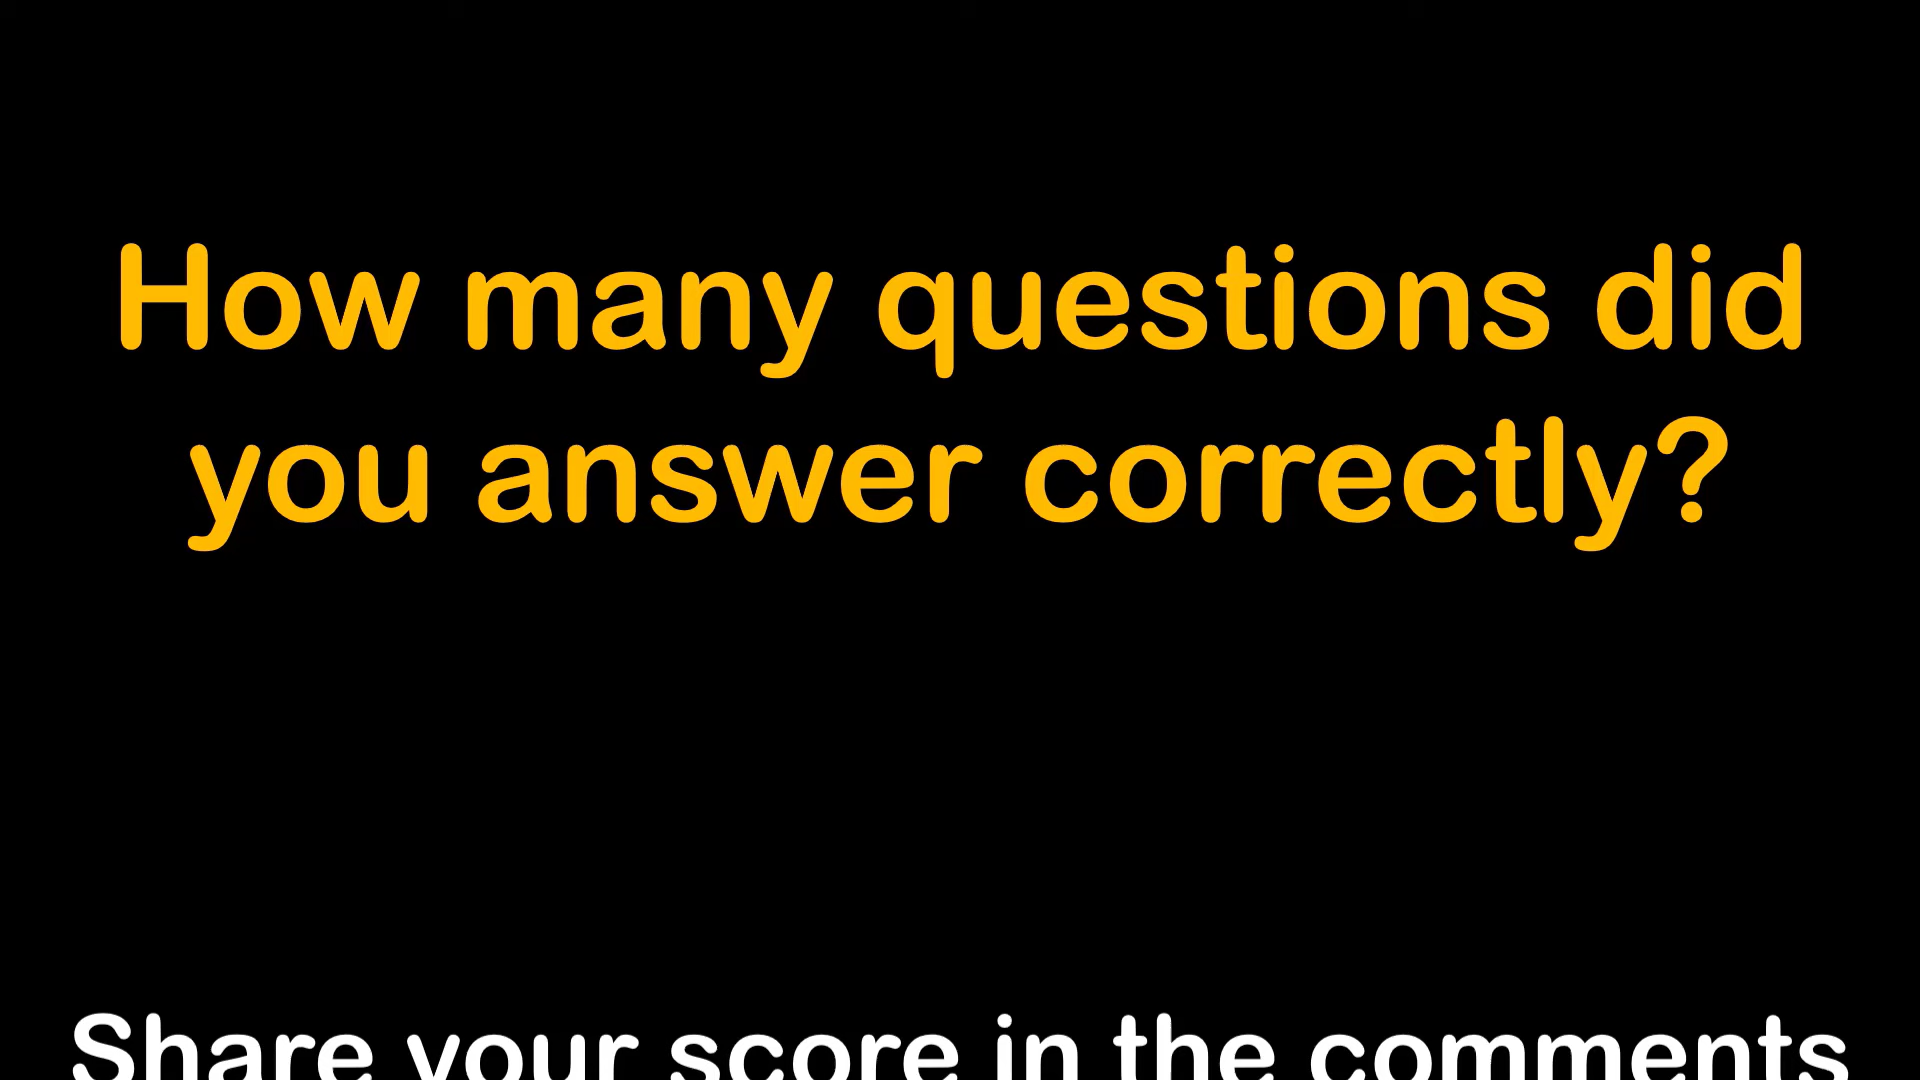 How many questions did
you answer correctly?
Share your score in the comments